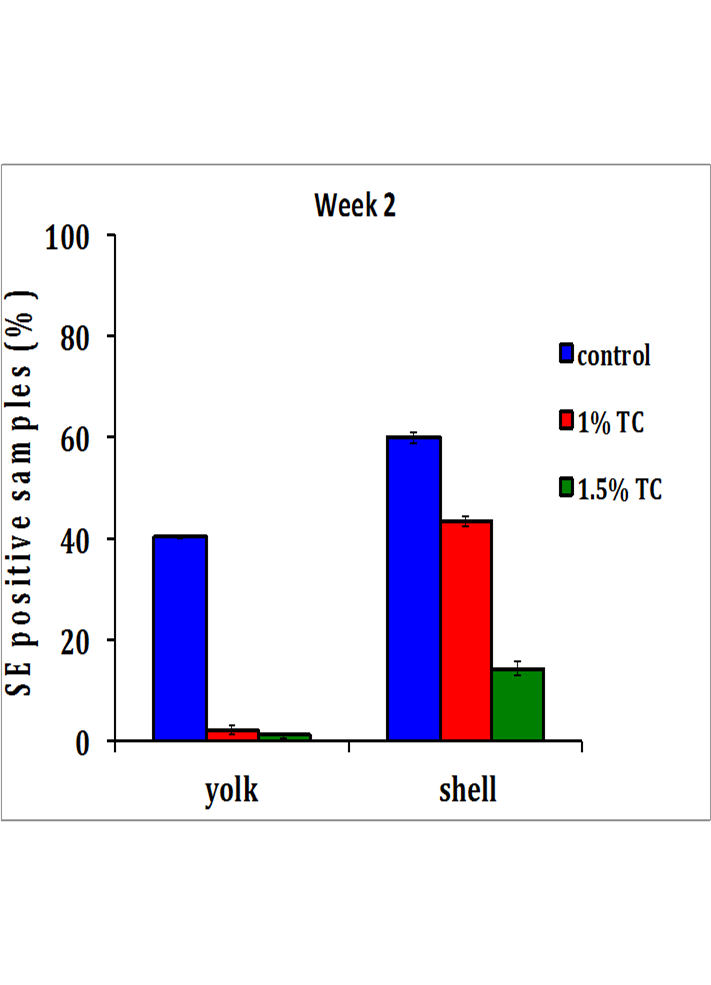 Week 2
100
80
60
40
20
0
SE positive samples (%)
yolk
shell
control
1% TC
1.5% TC